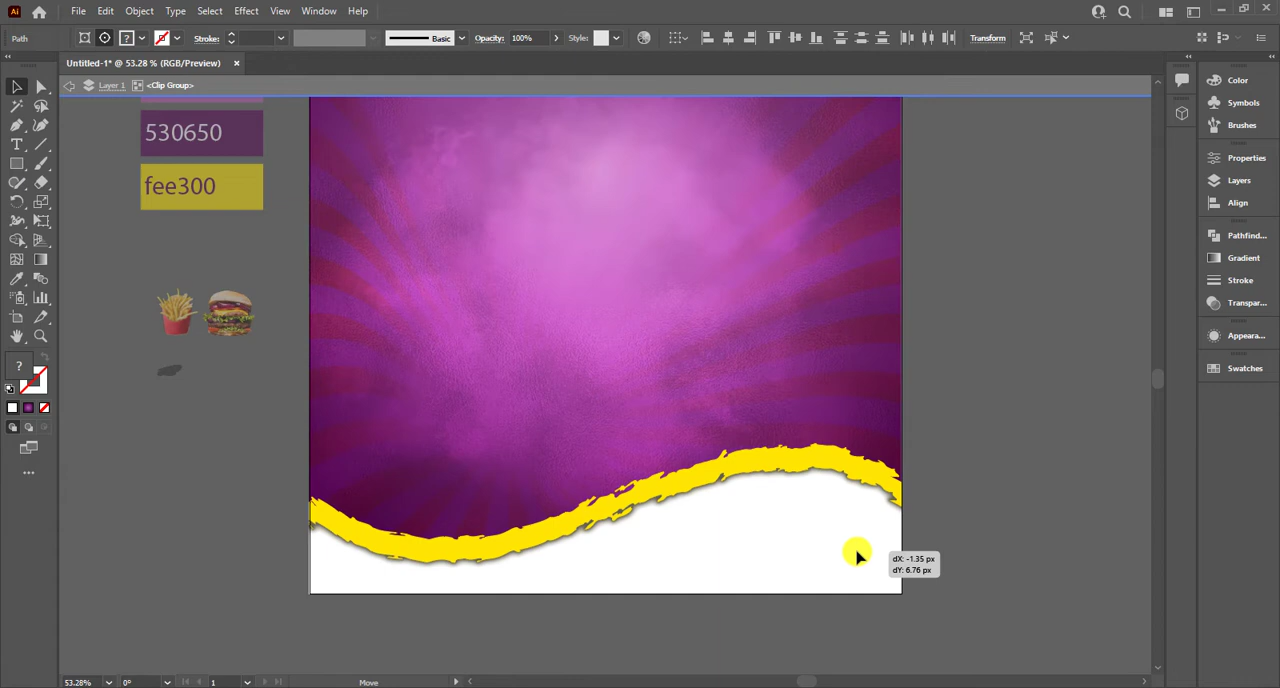 Ai File Edit Object Type Select Effect View Window Help
Path ? Stroke: Basic Opacity: 100% Style: Transform
Untitled-1* @ 53.28 % (RGB/Preview) ×
Layer 1 <Clip Group>
530650
fee300
?
Color
Symbols
Brushes
Properties
Layers
Align
Pathfind...
Gradient
Stroke
Transpar...
Appeara...
Swatches
dX: -1.35 px
dY: 6.76 px
53.28% 0° 1 Move